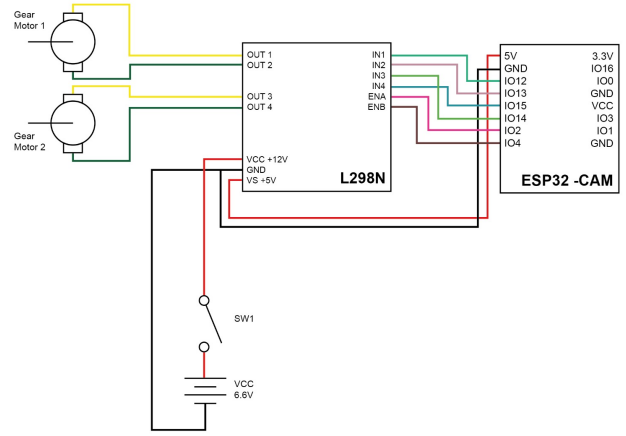 Gear
Motor 1
Gear
Motor 2
OUT 1
OUT 2
OUT 3
OUT 4
VCC +12V
GND
VS +5V
IN1
IN2
IN3
IN4
ENA
ENB
L298N
5V
GND
IO12
IO13
IO15
IO14
IO2
IO4
3.3V
IO16
IO0
GND
VCC
IO3
IO1
GND
ESP32 -CAM
SW1
VCC
6.6V